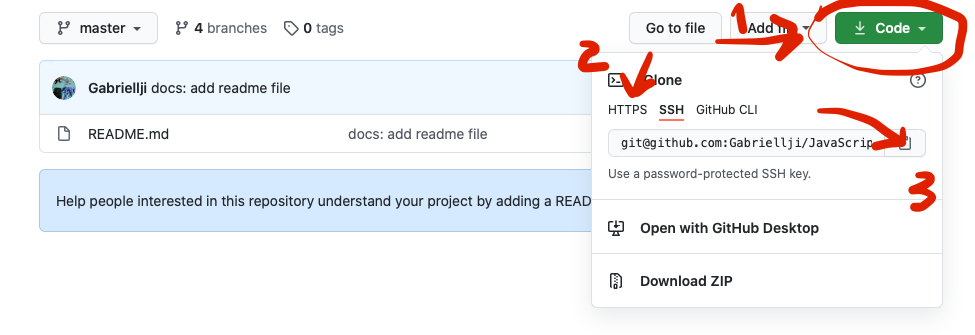 master
4 branches
0 tags
Go to file
Add fil
Code
1
2
Clone
Gabriellji docs: add readme file
HTTPS SSH GitHub CLI
README.md
docs: add readme file
git@github.com:Gabriellji/JavaScrip
Use a password-protected SSH key.
3
Help people interested in this repository understand your project by adding a READ
Open with GitHub Desktop
Download ZIP